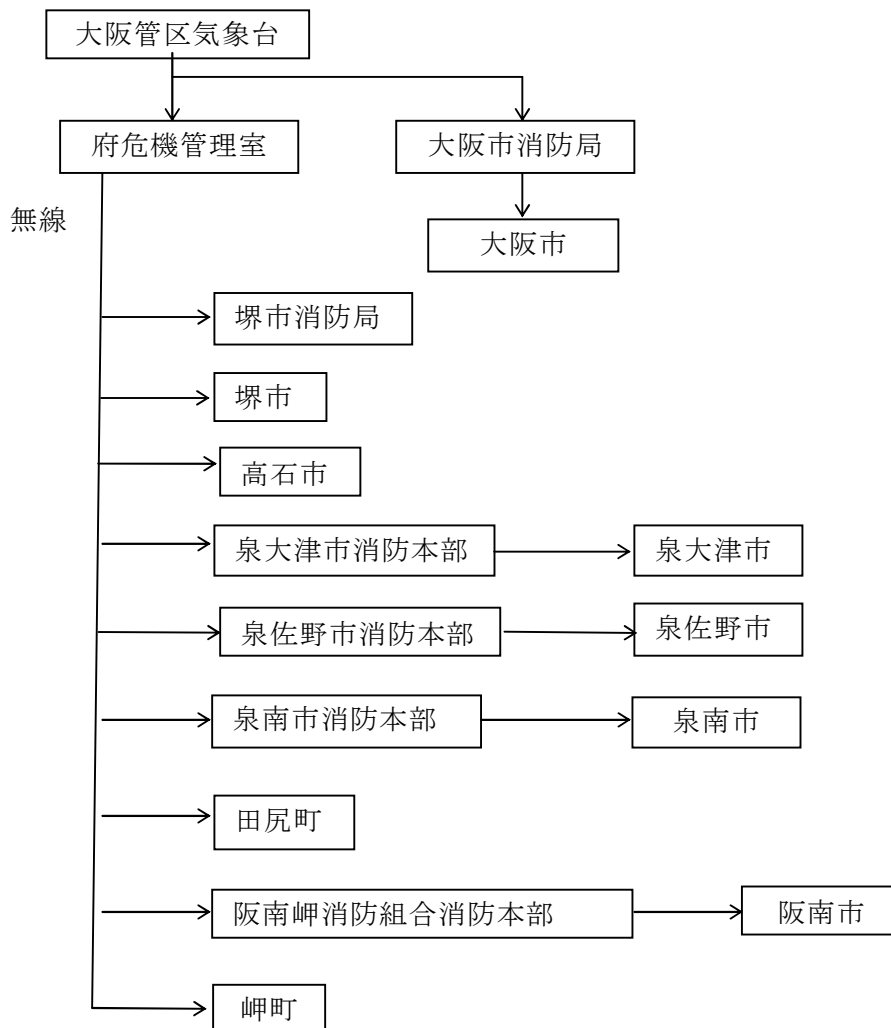 大阪管区気象台
府危機管理室
大阪市消防局
無線
大阪市
堺市消防局
堺市
高石市
泉大津市消防本部
泉大津市
泉佐野市消防本部
泉佐野市
泉南市消防本部
泉南市
田尻町
阪南岬消防組合消防本部
阪南市
岬町